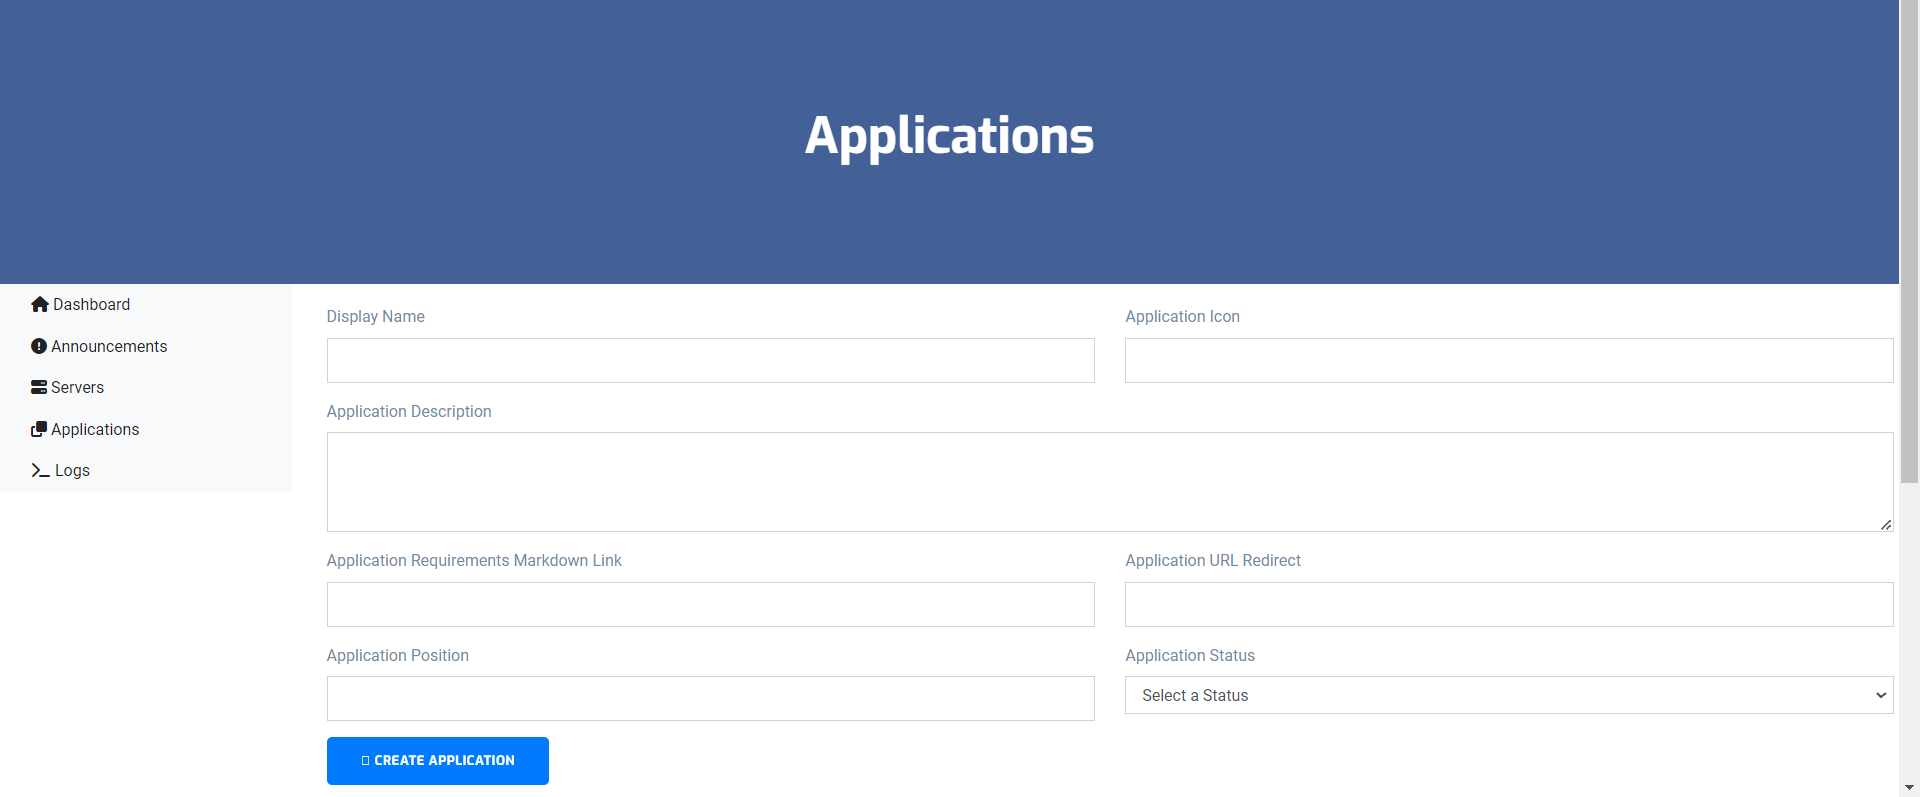 Applications
Dashboard
Announcements
Servers
Applications
Logs
Display Name
Application Icon
Application Description
Application Requirements Markdown Link
Application URL Redirect
Application Position
Application Status
Select a Status
CREATE APPLICATION